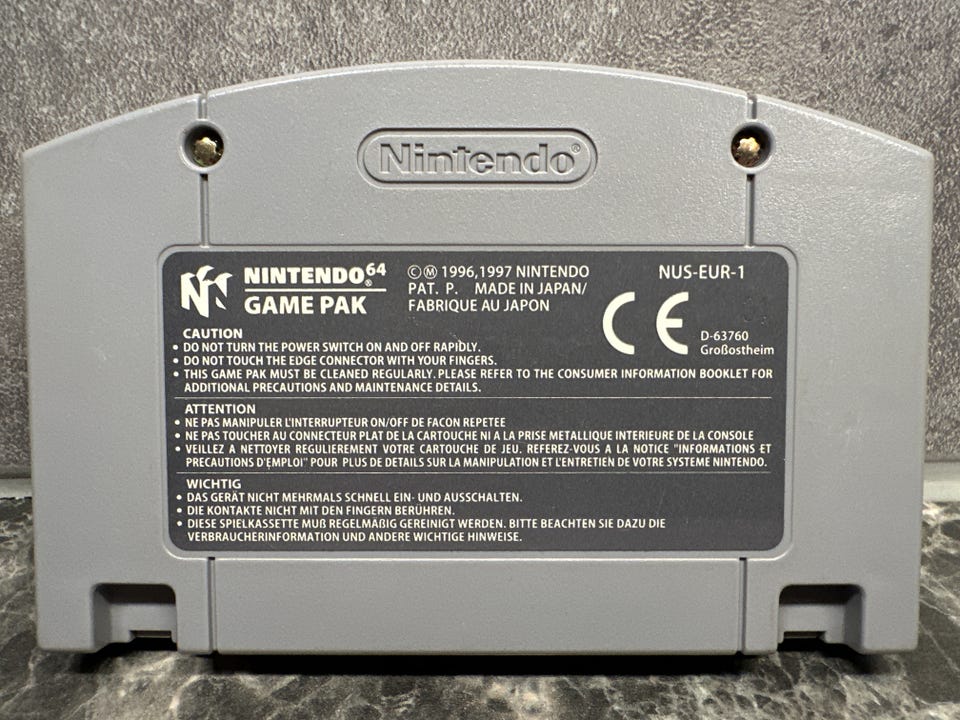 Nintendo®
NINTENDO64®
GAME PAK
©Ⓜ 1996,1997 NINTENDO
PAT. P. MADE IN JAPAN/
FABRIQUE AU JAPON
NUS-EUR-1
CE
D-63760
Großostheim
CAUTION
• DO NOT TURN THE POWER SWITCH ON AND OFF RAPIDLY.
• DO NOT TOUCH THE EDGE CONNECTOR WITH YOUR FINGERS.
• THIS GAME PAK MUST BE CLEANED REGULARLY. PLEASE REFER TO THE CONSUMER INFORMATION BOOKLET FOR
ADDITIONAL PRECAUTIONS AND MAINTENANCE DETAILS.
ATTENTION
• NE PAS MANIPULER L'INTERRUPTEUR ON/OFF DE FACON REPETEE
• NE PAS TOUCHER AU CONNECTEUR PLAT DE LA CARTOUCHE NI A LA PRISE METALLIQUE INTERIEURE DE LA CONSOLE
• VEILLEZ A NETTOYER REGULIEREMENT VOTRE CARTOUCHE DE JEU. REFEREZ-VOUS A LA NOTICE "INFORMATIONS ET
PRECAUTIONS D'EMPLOI" POUR PLUS DE DETAILS SUR LA MANIPULATION ET L'ENTRETIEN DE VOTRE SYSTEME NINTENDO.
WICHTIG
• DAS GERÄT NICHT MEHRMALS SCHNELL EIN- UND AUSSCHALTEN.
• DIE KONTAKTE NICHT MIT DEN FINGERN BERÜHREN.
• DIESE SPIELKASSETTE MUß REGELMÄßIG GEREINIGT WERDEN. BITTE BEACHTEN SIE DAZU DIE
VERBRAUCHERINFORMATION UND ANDERE WICHTIGE HINWEISE.